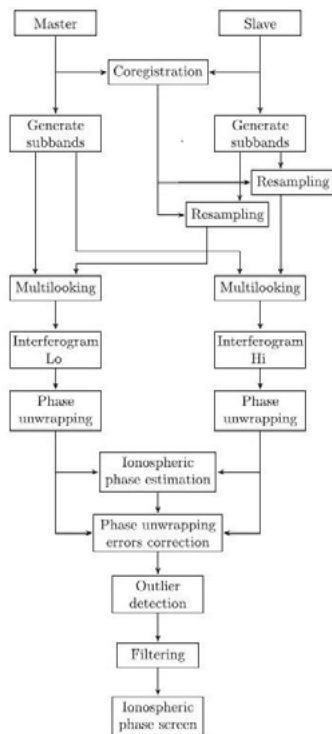 Master
Slave
Coregistration
Generate
subbands
Generate
subbands
Resampling
Resampling
Multilooking
Multilooking
Interferogram
Lo
Interferogram
Hi
Phase
unwrapping
Phase
unwrapping
Ionospheric
phase estimation
Phase unwrapping
errors correction
Outlier
detection
Filtering
Ionospheric
phase screen